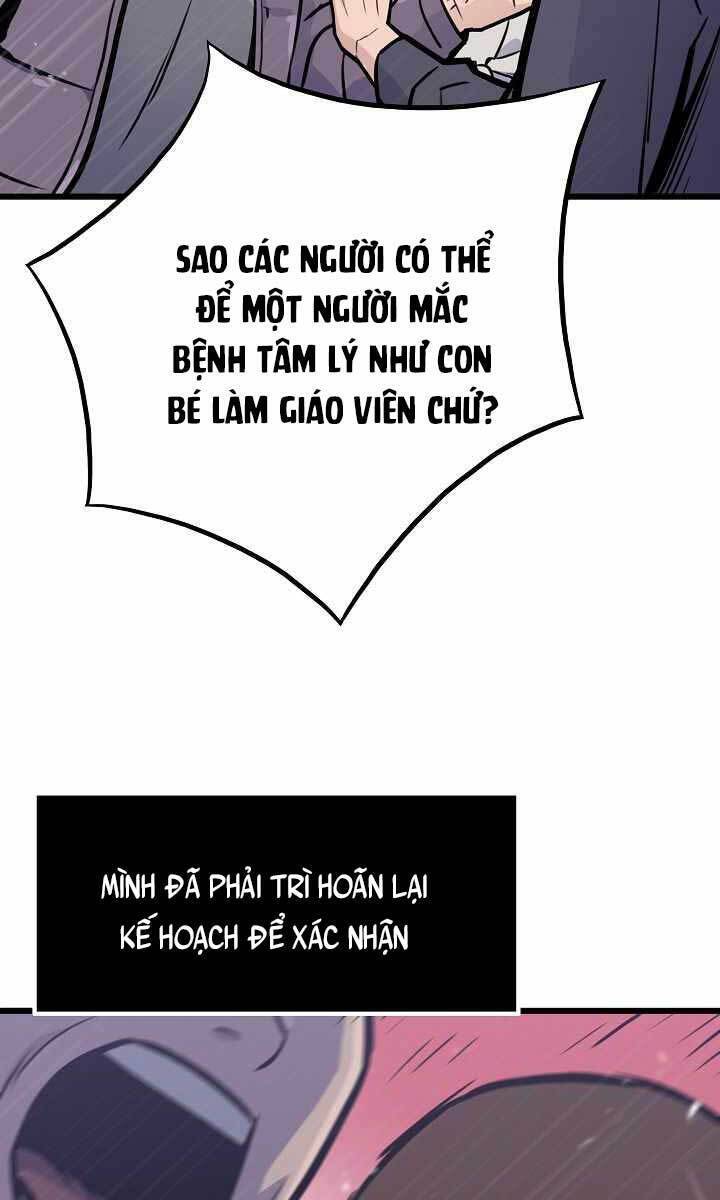 SAO CÁC NGƯỜI CÓ THỂ
ĐỂ MỘT NGƯỜI MẮC
BỆNH TÂM LÝ NHƯ CON
BÉ LÀM GIÁO VIÊN CHỨ?
MÌNH ĐÃ PHẢI TRÌ HOÃN LẠI
KẾ HOẠCH ĐỂ XÁC NHẬN